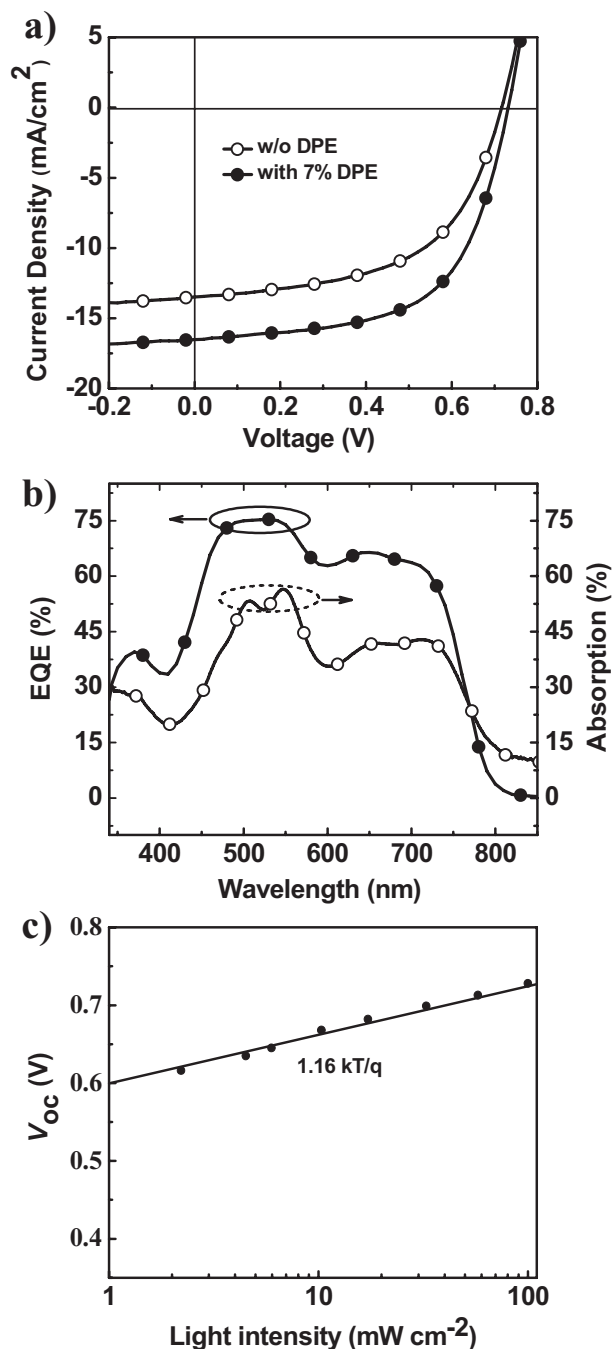 a)
5
0
-5
-10
-15
-20
Current Density (mA/cm2)
w/o DPE
with 7% DPE
-0.2 0.0 0.2 0.4 0.6 0.8
Voltage (V)
b)
75
60
45
30
15
0
EQE (%)
75
60
45
30
15
0
Absorption (%)
400 500 600 700 800
Wavelength (nm)
c)
0.8
0.7
0.6
0.5
0.4
VOC (V)
1.16 kT/q
1 10 100
Light intensity (mW cm-2)